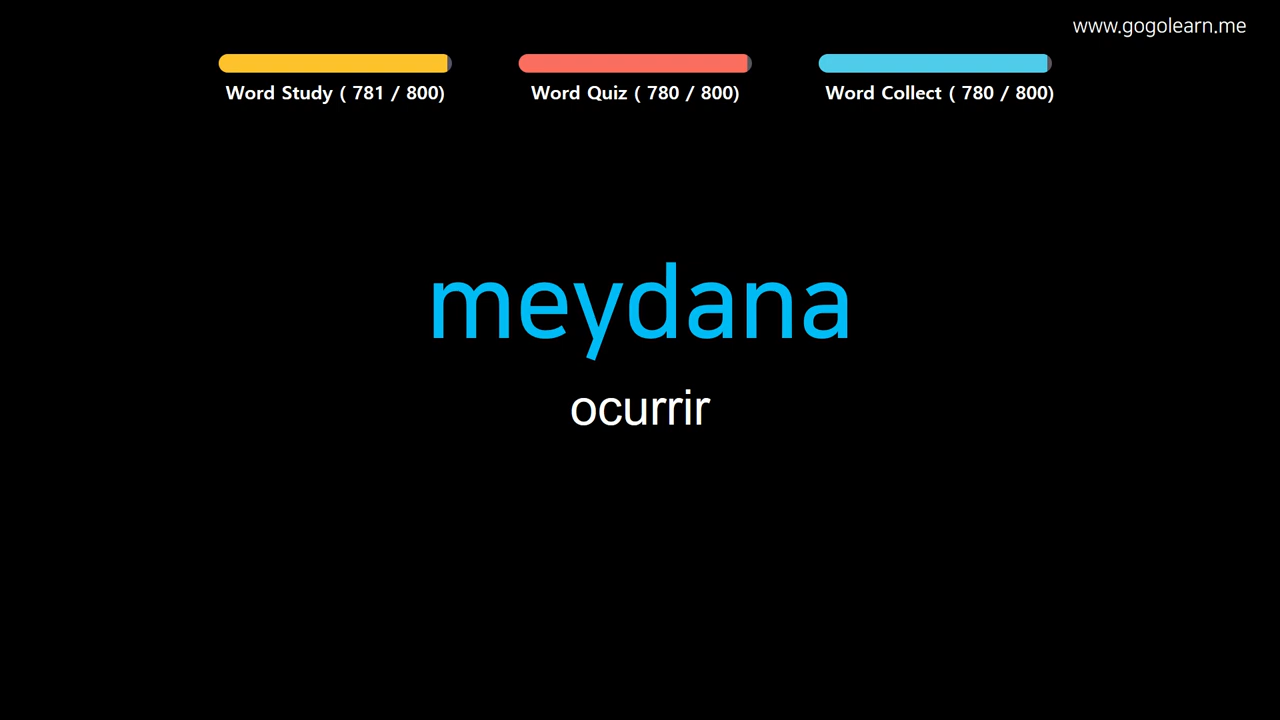 www.gogolearn.me
Word Study ( 781 / 800)
Word Quiz ( 780 / 800)
Word Collect ( 780 / 800)
meydana
ocurrir